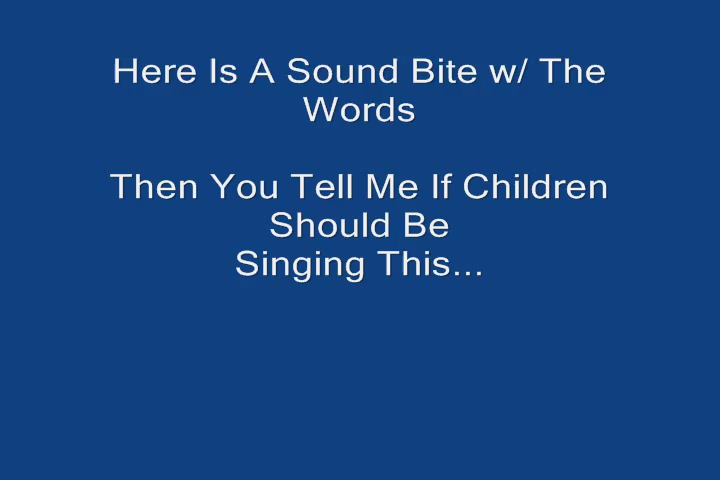 Here Is A Sound Bite w/ The
Words
Then You Tell Me If Children
Should Be
Singing This...